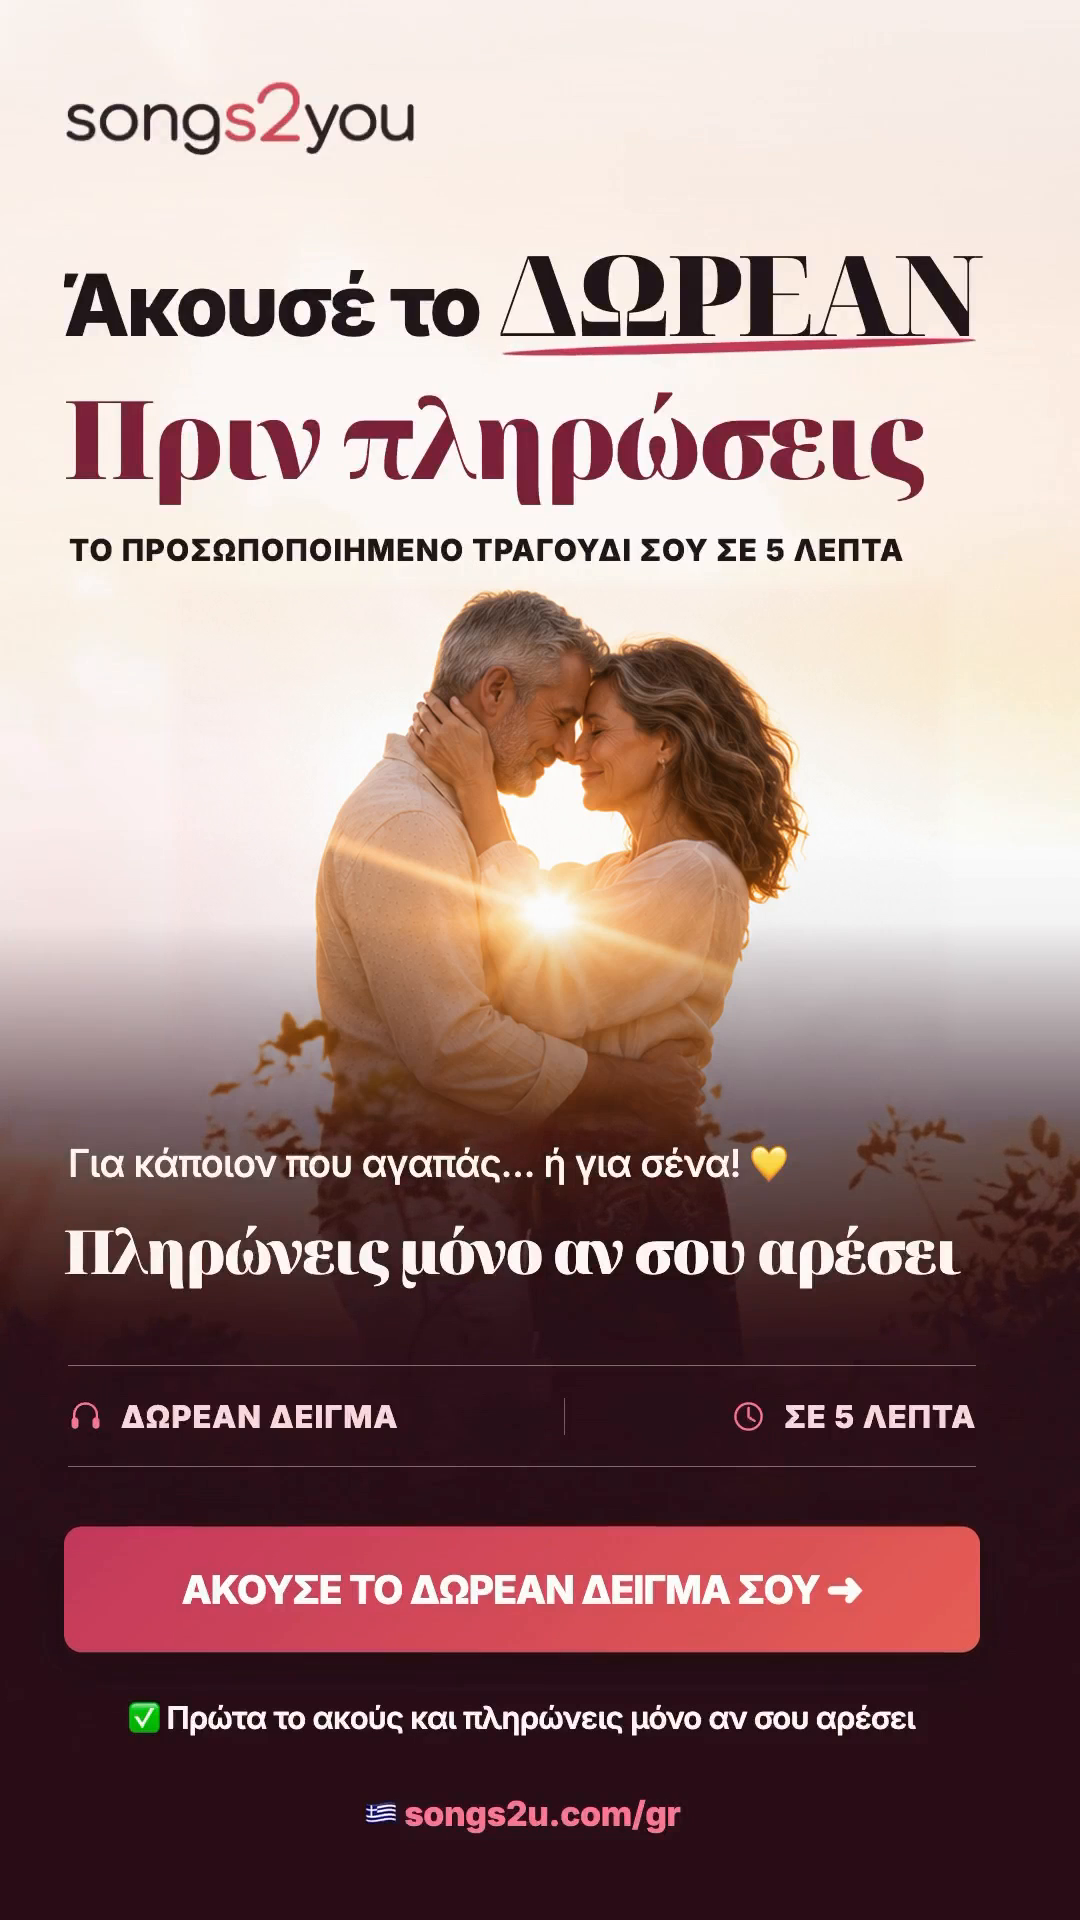 songs2you
Άκουσέ το ΔΩΡΕΑΝ
Πριν πληρώσεις
ΤΟ ΠΡΟΣΩΠΟΠΟΙΗΜΕΝΟ ΤΡΑΓΟΥΔΙ ΣΟΥ ΣΕ 5 ΛΕΠΤΑ
Για κάποιον που αγαπάς... ή για σένα! 💛
Πληρώνεις μόνο αν σου αρέσει
ΔΩΡΕΑΝ ΔΕΙΓΜΑ
ΣΕ 5 ΛΕΠΤΑ
ΑΚΟΥΣΕ ΤΟ ΔΩΡΕΑΝ ΔΕΙΓΜΑ ΣΟΥ ➜
✅ Πρώτα το ακούς και πληρώνεις μόνο αν σου αρέσει
🇬🇷 songs2u.com/gr